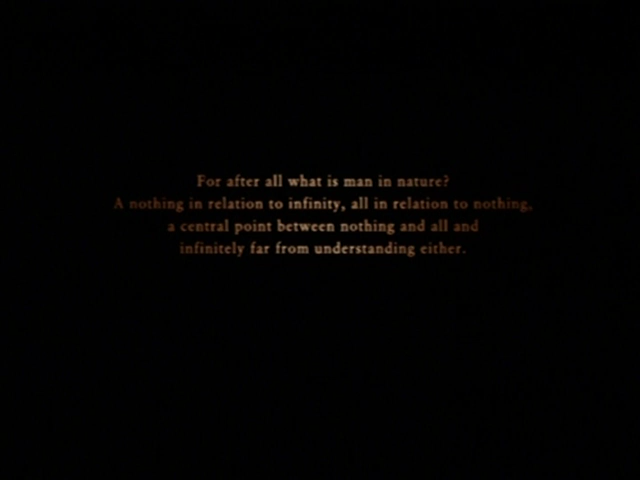 For after all what is man in nature?
A nothing in relation to infinity, all in relation to nothing,
a central point between nothing and all and
infinitely far from understanding either.